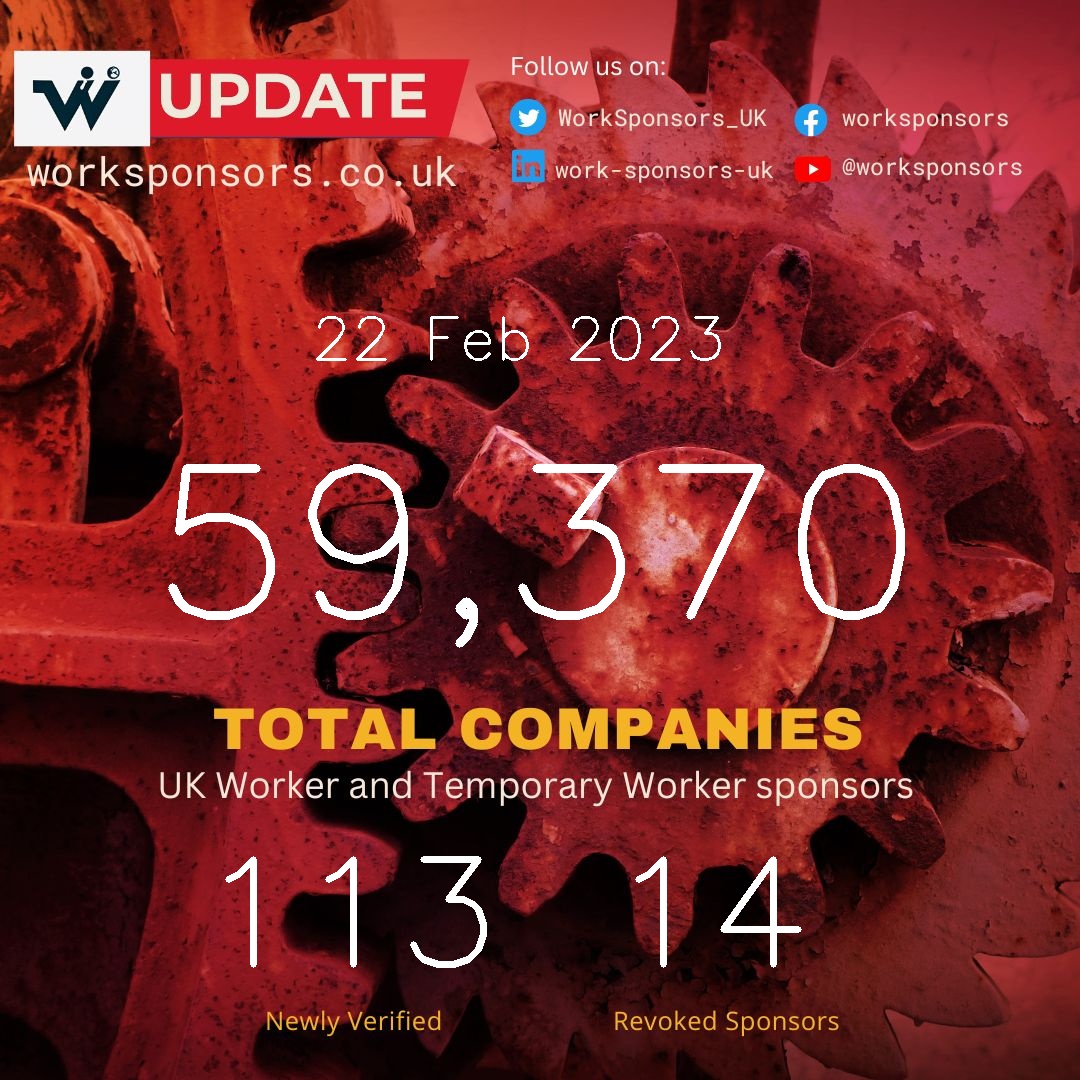 UPDATE
worksponsors.co.uk
Follow us on:
WorkSponsors_UK
worksponsors
work-sponsors-uk
@worksponsors
22 Feb 2023
59,370
TOTAL COMPANIES
UK Worker and Temporary Worker sponsors
113 14
Newly Verified Revoked Sponsors